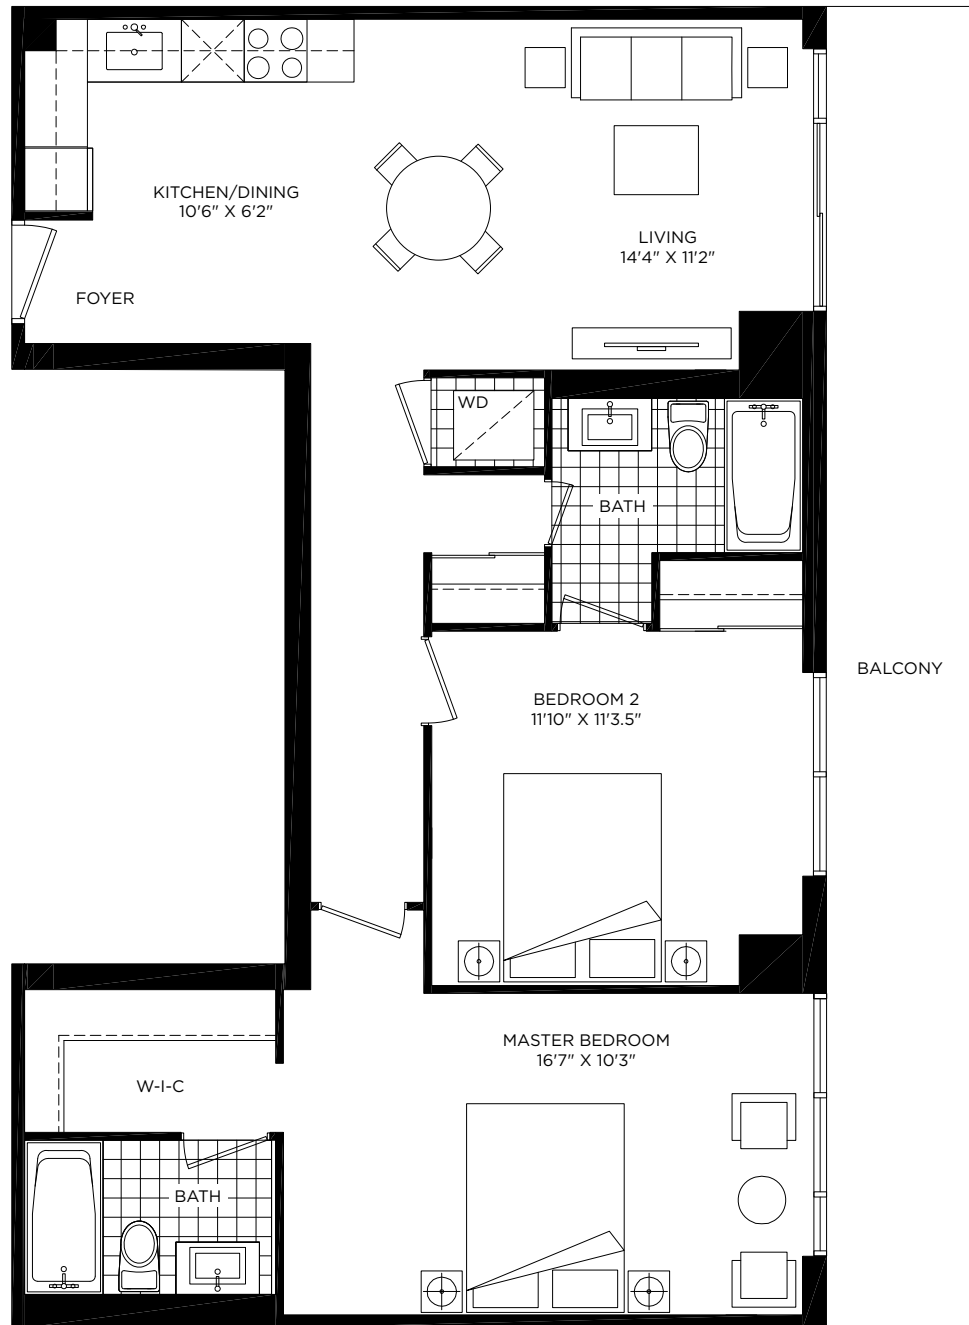 KITCHEN/DINING
10'6" X 6'2"
LIVING
14'4" X 11'2"
FOYER
WD
BATH
BALCONY
BEDROOM 2
11'10" X 11'3.5"
MASTER BEDROOM
16'7" X 10'3"
W-I-C
BATH